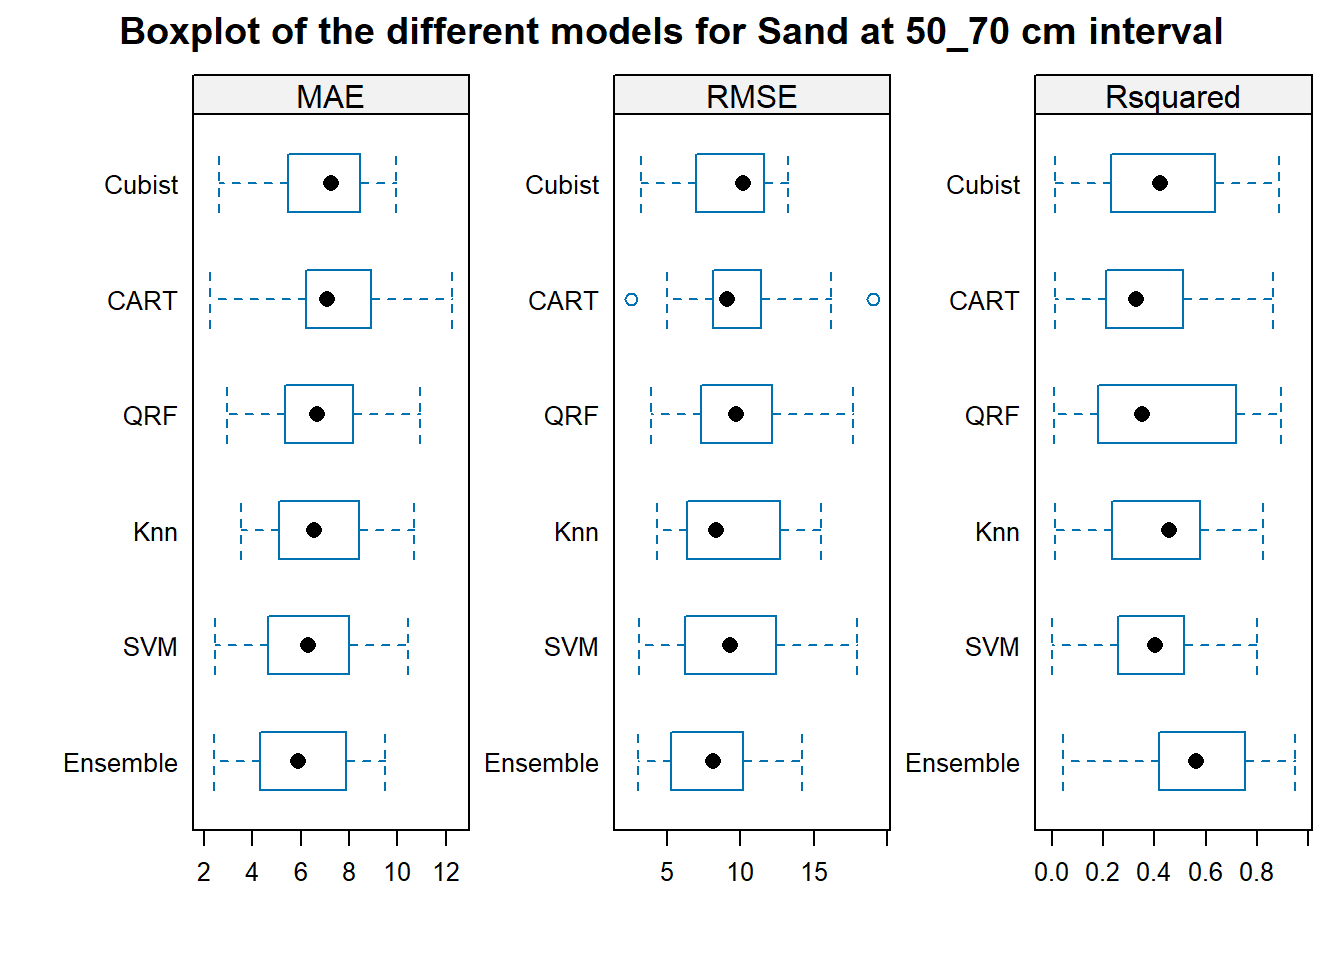 Boxplot of the different models for Sand at 50_70 cm interval
MAE
Cubist
CART
QRF
Knn
SVM
Ensemble
2 4 6 8 10 12
RMSE
Cubist
CART
QRF
Knn
SVM
Ensemble
5 10 15
Rsquared
Cubist
CART
QRF
Knn
SVM
Ensemble
0.0 0.2 0.4 0.6 0.8